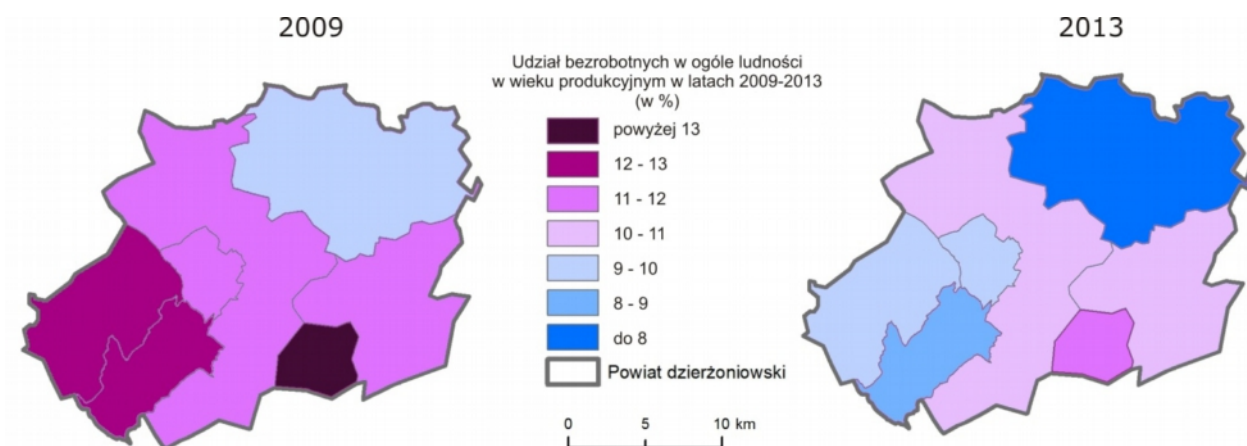 2009
2013
Udział bezrobotnych w ogóle ludności
w wieku produkcyjnym w latach 2009-2013
(w %)
powyżej 13
12 - 13
11 - 12
10 - 11
9 - 10
8 - 9
do 8
Powiat dzierżoniowski
0 5 10 km